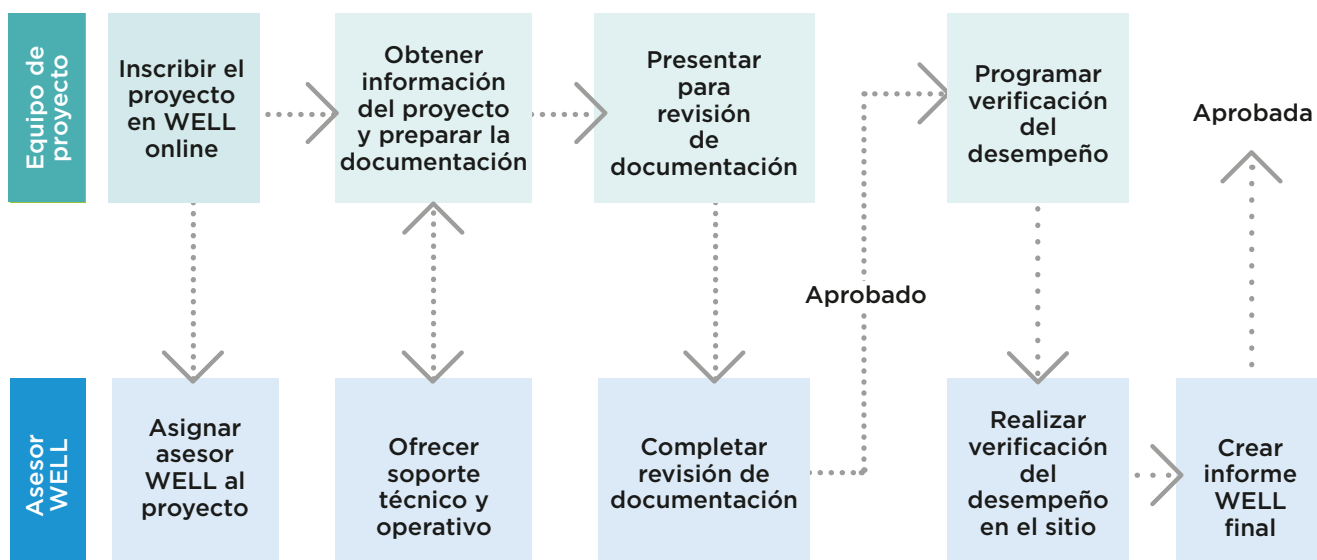 Equipo de
proyecto
Inscribir el
proyecto
en WELL
online
Obtener
información
del proyecto
y preparar la
documentación
Presentar
para
revisión
de
documentación
Programar
verificación
del
desempeño
Aprobada
Aprobado
Asesor
WELL
Asignar
asesor
WELL al
proyecto
Ofrecer
soporte
técnico y
operativo
Completar
revisión de
documentación
Realizar
verificación
del
desempeño
en el sitio
Crear
informe
WELL
final